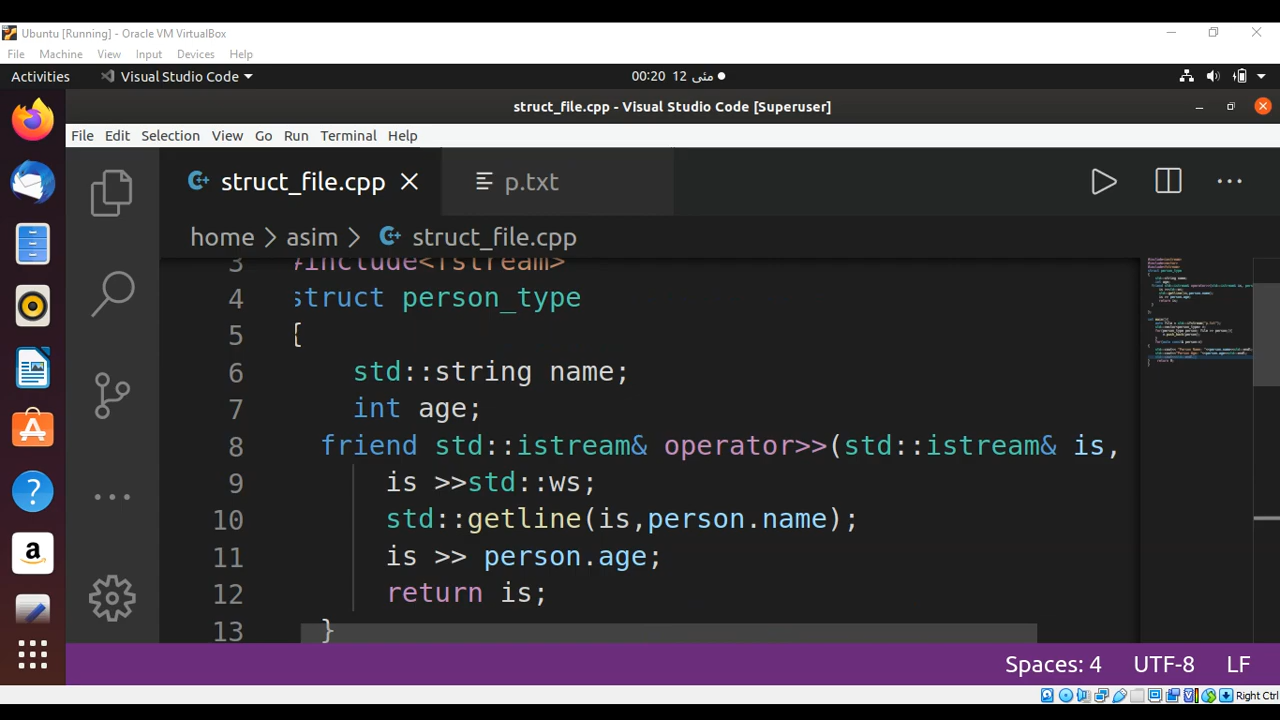 Ubuntu [Running] - Oracle VM VirtualBox
File Machine View Input Devices Help
Activities Visual Studio Code 00:20 12 مئی
struct_file.cpp - Visual Studio Code [Superuser]
File Edit Selection View Go Run Terminal Help
struct_file.cpp p.txt
home > asim > struct_file.cpp
3 #include<fstream>
4 struct person_type
5 {
6 std::string name;
7 int age;
8 friend std::istream& operator>>(std::istream& is,
9 is >>std::ws;
10 std::getline(is,person.name);
11 is >> person.age;
12 return is;
13 }
Spaces: 4 UTF-8 LF
Right Ctrl